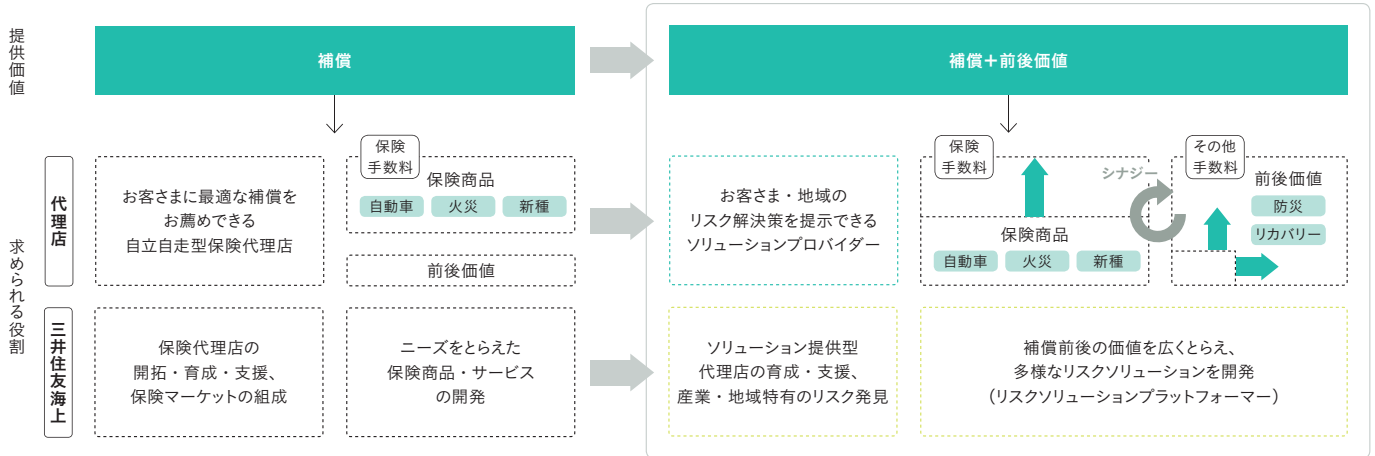 提供価値
補償
補償＋前後価値
求められる役割
代理店
お客さまに最適な補償を
お薦めできる
自立自走型保険代理店
保険
手数料
保険商品
自動車
火災
新種
前後価値
お客さま・地域の
リスク解決策を提示できる
ソリューションプロバイダー
保険
手数料
保険商品
自動車
火災
新種
シナジー
その他
手数料
前後価値
防災
リカバリー
三井住友海上
保険代理店の
開拓・育成・支援、
保険マーケットの組成
ニーズをとらえた
保険商品・サービス
の開発
ソリューション提供型
代理店の育成・支援、
産業・地域特有のリスク発見
補償前後の価値を広くとらえ、
多様なリスクソリューションを開発
（リスクソリューションプラットフォーマー）